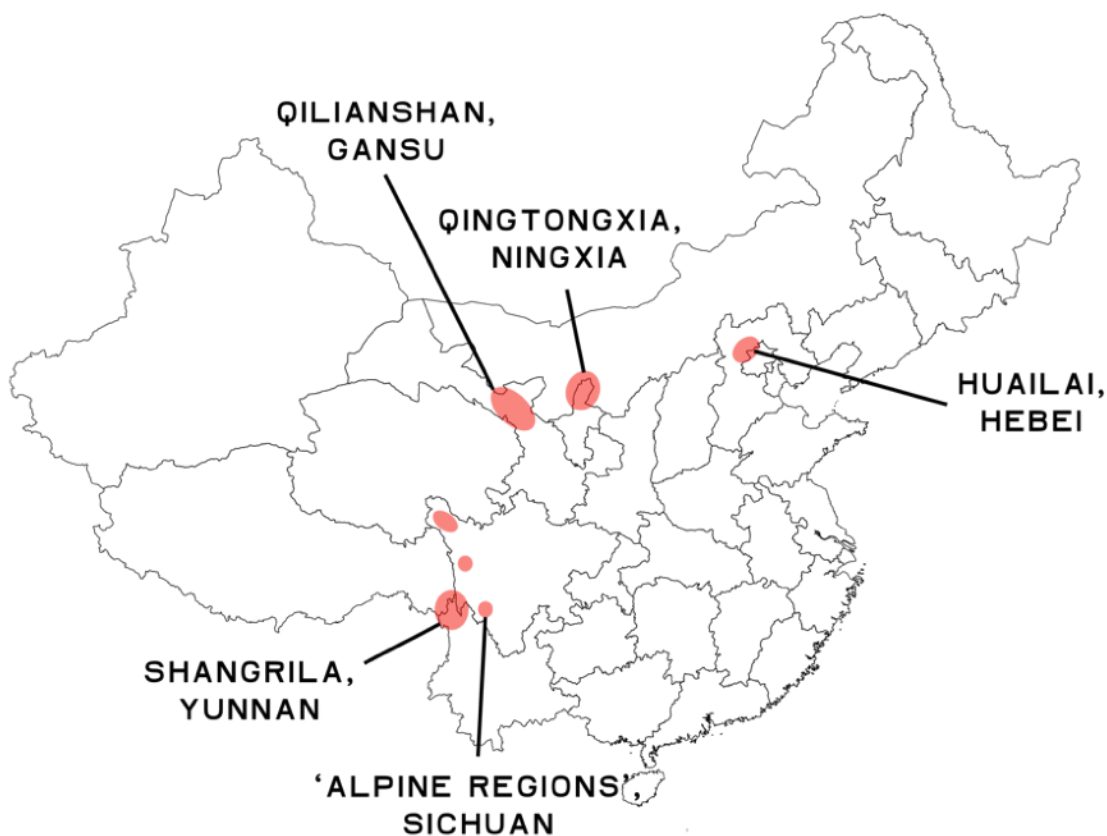 QILIANSHAN,
GANSU
QINGTONGXIA,
NINGXIA
HUAILAI,
HEBEI
SHANGRILA,
YUNNAN
‘ALPINE REGIONS’,
SICHUAN